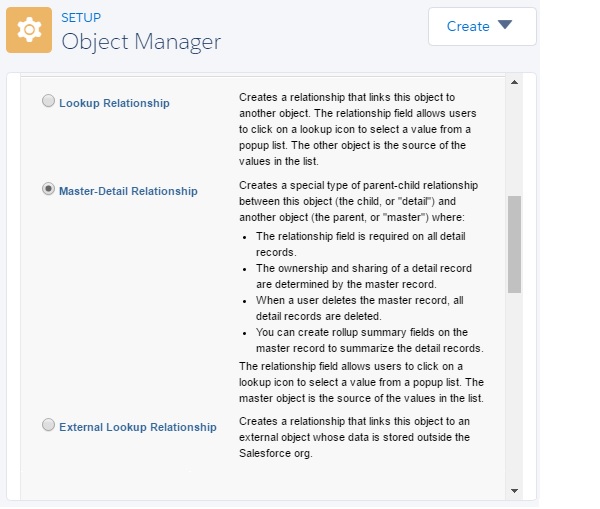 SETUP
Object Manager
Create
Lookup Relationship
Creates a relationship that links this object to
another object. The relationship field allows users
to click on a lookup icon to select a value from a
popup list. The other object is the source of the
values in the list.
Master-Detail Relationship
Creates a special type of parent-child relationship
between this object (the child, or "detail") and
another object (the parent, or "master") where:
• The relationship field is required on all detail
records.
• The ownership and sharing of a detail record
are determined by the master record.
• When a user deletes the master record, all
detail records are deleted.
• You can create rollup summary fields on the
master record to summarize the detail records.
The relationship field allows users to click on a
lookup icon to select a value from a popup list. The
master object is the source of the values in the list.
External Lookup Relationship
Creates a relationship that links this object to an
external object whose data is stored outside the
Salesforce org.